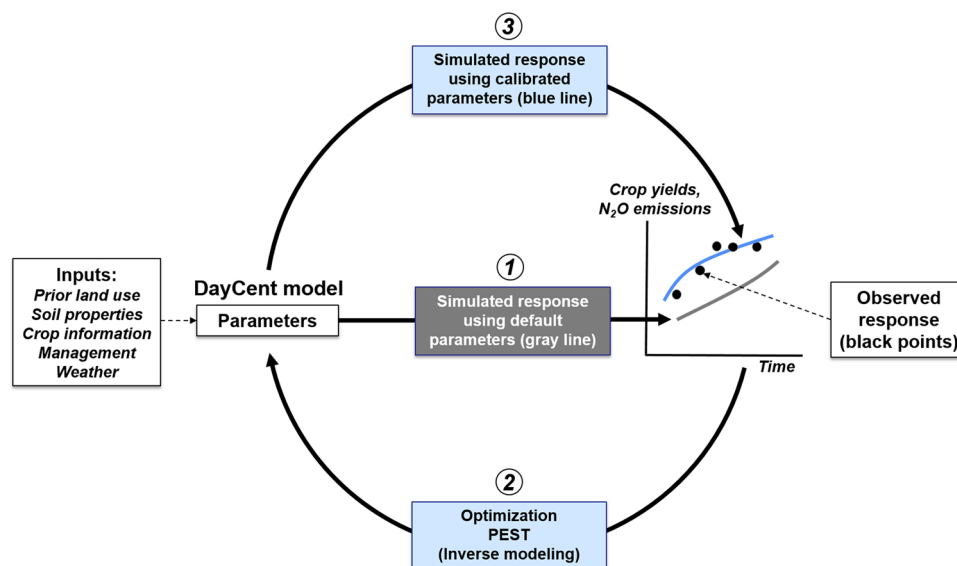 ③
Simulated response
using calibrated
parameters (blue line)
Crop yields,
N₂O emissions
Inputs:
Prior land use
Soil properties
Crop information
Management
Weather
DayCent model
Parameters
①
Simulated response
using default
parameters (gray line)
Observed
response
(black points)
Time
②
Optimization
PEST
(Inverse modeling)